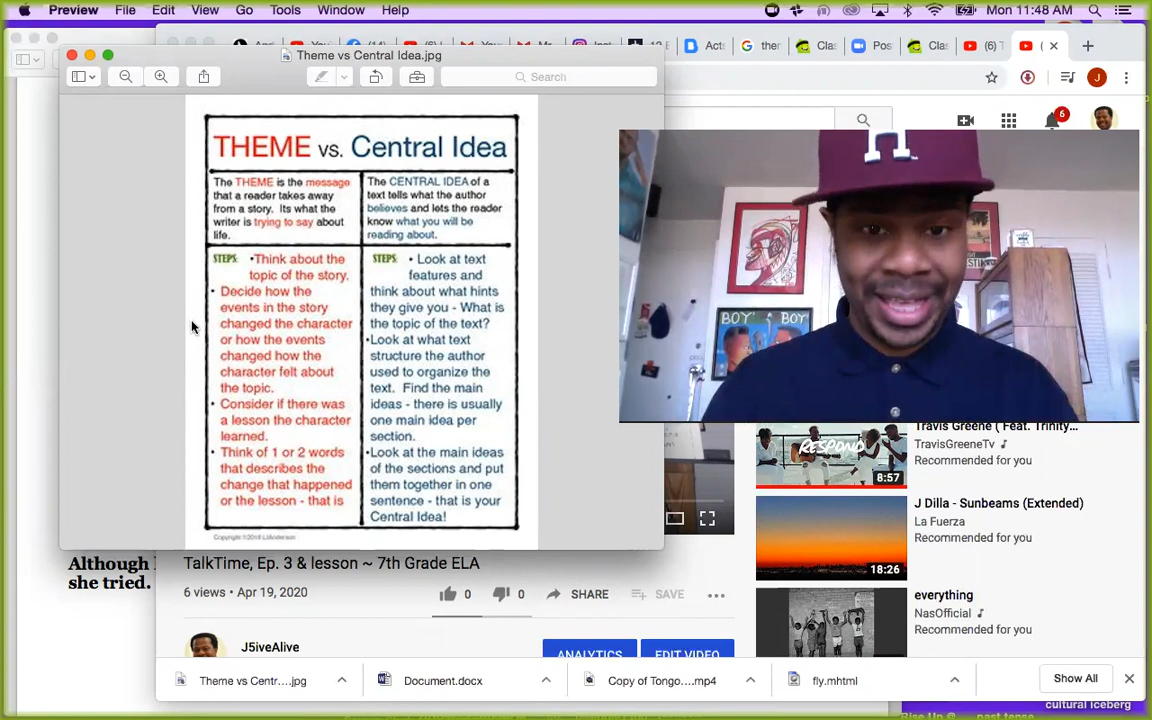 Preview File Edit View Go Tools Window Help
Mon 11:48 AM
Theme vs Central Idea.jpg
Search
THEME vs. Central Idea
The THEME is the message
that a reader takes away
from a story. Its what the
writer is trying to say about
life.
The CENTRAL IDEA of a
text tells what the author
believes and lets the reader
know what you will be
reading about.
STEPS: •Think about the
topic of the story.
• Decide how the
events in the story
changed the character
or how the events
changed how the
character felt about
the topic.
• Consider if there was
a lesson the character
learned.
• Think of 1 or 2 words
that describes the
change that happened
or the lesson - that is
STEPS: • Look at text
features and
think about what hints
they give you - What is
the topic of the text?
•Look at what text
structure the author
used to organize the
text. Find the main
ideas - there is usually
one main idea per
section.
•Look at the main ideas
of the sections and put
them together in one
sentence - that is your
Central Idea!
Acts
ther
Clas
Pos
Clas
(6) T
J
6
BOY
BOY
Although
she tried.
TalkTime, Ep. 3 & lesson ~ 7th Grade ELA
6 views • Apr 19, 2020
0 0 SHARE SAVE
J5iveAlive
ANALYTICS EDIT VIDEO
RESPOND
8:57
Travis Greene ( Feat. Trinity...
TravisGreeneTv
Recommended for you
18:26
J Dilla - Sunbeams (Extended)
La Fuerza
Recommended for you
everything
NasOfficial
Recommended for you
Theme vs Centr....jpg
Document.docx
Copy of Tongo....mp4
fly.mhtml
Show All
cultural iceberg
Rise Up @
past tense